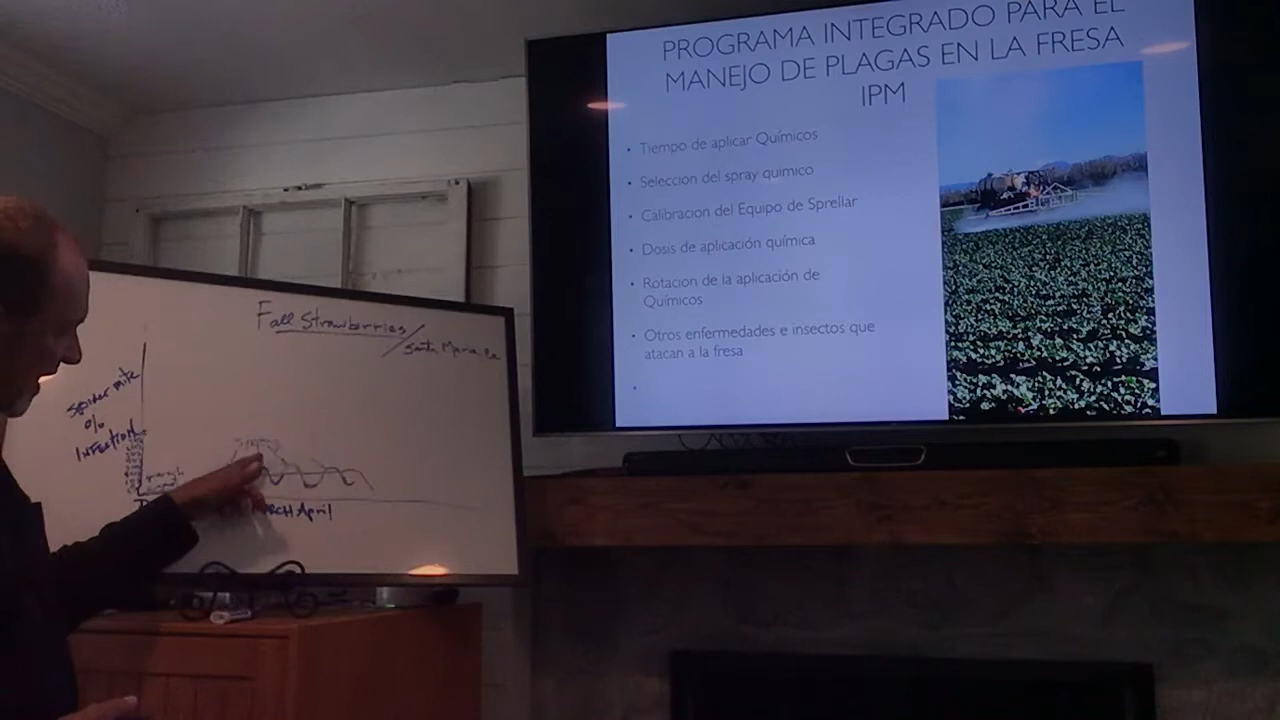 PROGRAMA INTEGRADO PARA EL
MANEJO DE PLAGAS EN LA FRESA
IPM
• Tiempo de aplicar Químicos
• Seleccion del spray quimico
• Calibracion del Equipo de Sprellar
• Dosis de aplicación química
• Rotacion de la aplicación de
Químicos
• Otros enfermedades e insectos que
atacan a la fresa
•
Fall Strawberries/
Santa Maria
Spider mite
%
INFECTION
April